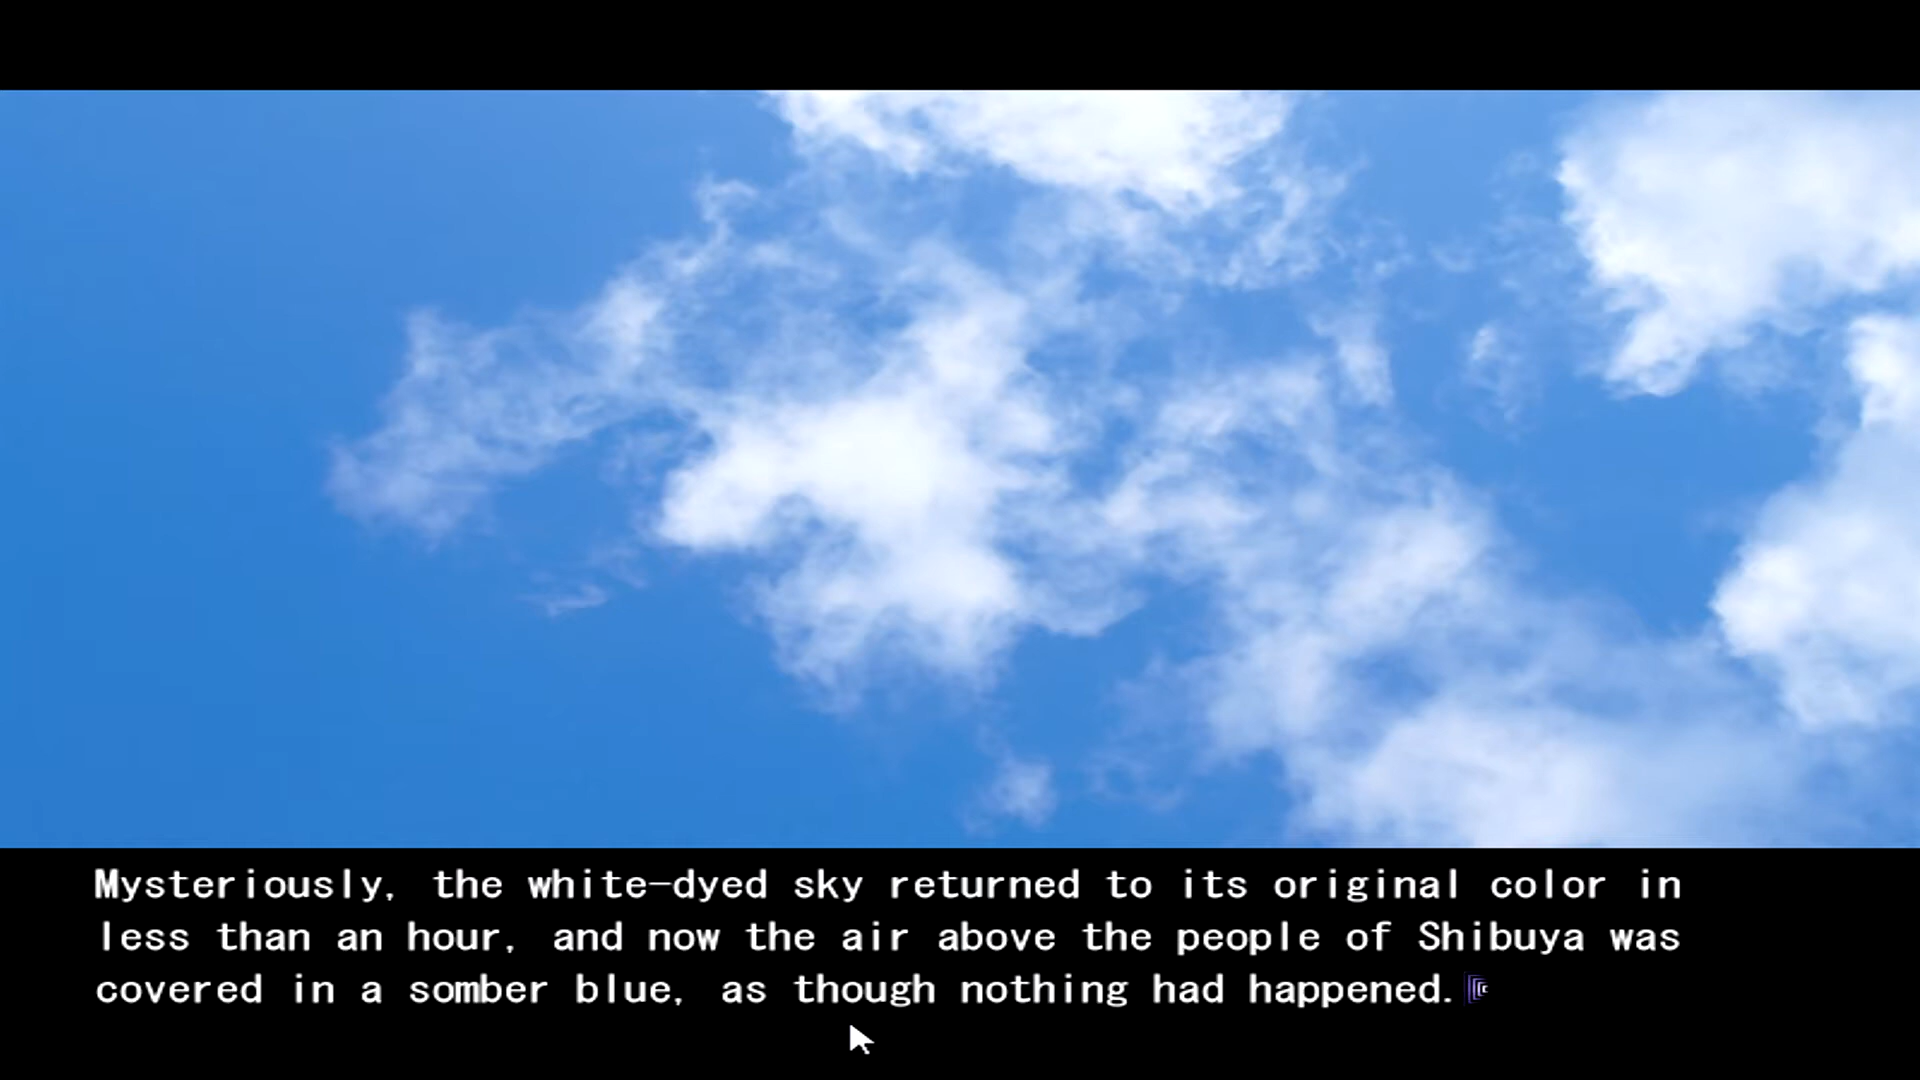 Mysteriously, the white-dyed sky returned to its original color in
less than an hour, and now the air above the people of Shibuya was
covered in a somber blue, as though nothing had happened.